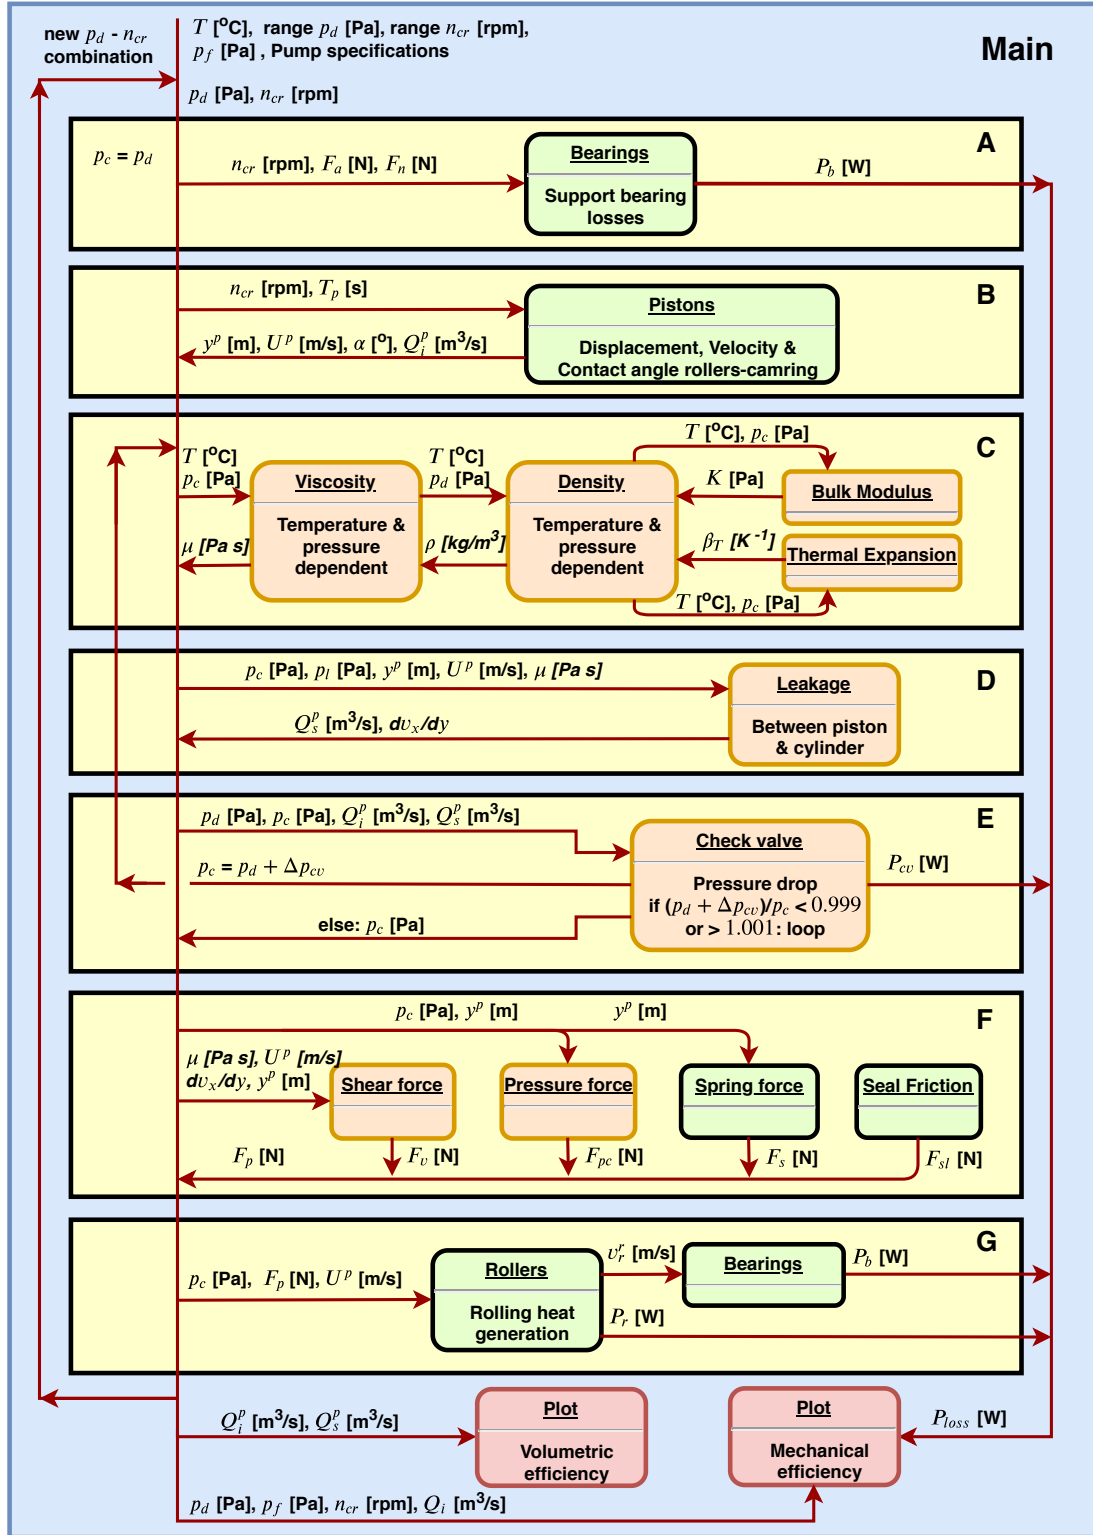 new p_d - n_cr
combination
T [°C], range p_d [Pa], range n_cr [rpm],
p_f [Pa] , Pump specifications
Main
p_d [Pa], n_cr [rpm]
A
p_c = p_d
n_cr [rpm], F_a [N], F_n [N]
Bearings
Support bearing
losses
P_b [W]
B
n_cr [rpm], T_p [s]
y^p [m], U^p [m/s], α [°], Q_i^p [m³/s]
Pistons
Displacement, Velocity &
Contact angle rollers-camring
C
T [°C]
p_c [Pa]
μ [Pa s]
Viscosity
Temperature &
pressure
dependent
T [°C]
p_d [Pa]
ρ [kg/m³]
Density
Temperature &
pressure
dependent
T [°C], p_c [Pa]
K [Pa]
Bulk Modulus
β_T [K⁻¹]
Thermal Expansion
T [°C], p_c [Pa]
D
p_c [Pa], p_l [Pa], y^p [m], U^p [m/s], μ [Pa s]
Q_s^p [m³/s], dv_x/dy
Leakage
Between piston
& cylinder
E
p_d [Pa], p_c [Pa], Q_i^p [m³/s], Q_s^p [m³/s]
p_c = p_d + Δp_cv
else: p_c [Pa]
Check valve
Pressure drop
if (p_d + Δp_cv)/p_c < 0.999
or > 1.001: loop
P_cv [W]
F
p_c [Pa], y^p [m]
y^p [m]
μ [Pa s], U^p [m/s]
dv_x/dy, y^p [m]
Shear force
Pressure force
Spring force
Seal Friction
F_p [N]
F_v [N]
F_pc [N]
F_s [N]
F_sl [N]
G
p_c [Pa], F_p [N], U^p [m/s]
Rollers
Rolling heat
generation
v_r^r [m/s]
P_r [W]
Bearings
P_b [W]
Q_i^p [m³/s], Q_s^p [m³/s]
Plot
Volumetric
efficiency
Plot
Mechanical
efficiency
P_loss [W]
p_d [Pa], p_f [Pa], n_cr [rpm], Q_i [m³/s]